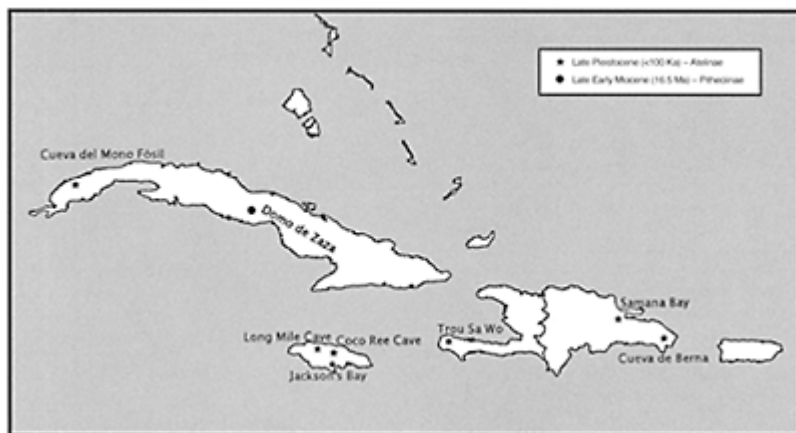 ★ Late Pleistocene (<100 Ka) – Atelinae
● Late Early Miocene (16.5 Ma) – Pitheciinae
Cueva del Mono Fósil
Domo de Zaza
Samana Bay
Long Mile Cave
Coco Ree Cave
Trou Sa Wo
Jackson's Bay
Cueva de Berna